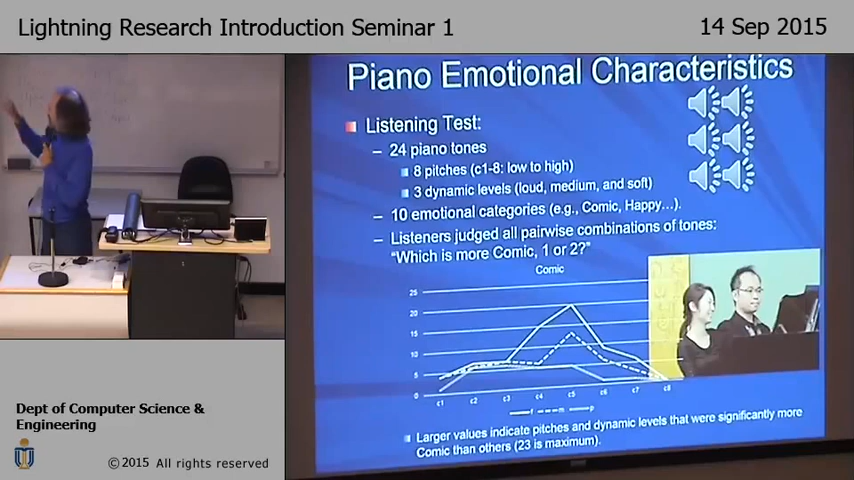 Lightning Research Introduction Seminar 1
14 Sep 2015
Piano Emotional Characteristics
Listening Test:
– 24 piano tones
8 pitches (c1-8: low to high)
3 dynamic levels (loud, medium, and soft)
– 10 emotional categories (e.g., Comic, Happy…).
– Listeners judged all pairwise combinations of tones:
“Which is more Comic, 1 or 2?”
Comic
25
20
15
10
5
0
c1 c2 c3 c4 c5 c6 c7 c8
f m p
Larger values indicate pitches and dynamic levels that were significantly more
Comic than others (23 is maximum).
Dept of Computer Science &
Engineering
©2015 All rights reserved